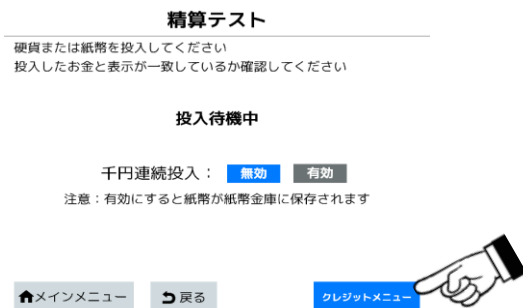 精算テスト
硬貨または紙幣を投入してください
投入したお金と表示が一致しているか確認してください
投入待機中
千円連続投入： 無効 有効
注意：有効にすると紙幣が紙幣金庫に保存されます
メインメニュー 戻る クレジットメニュー